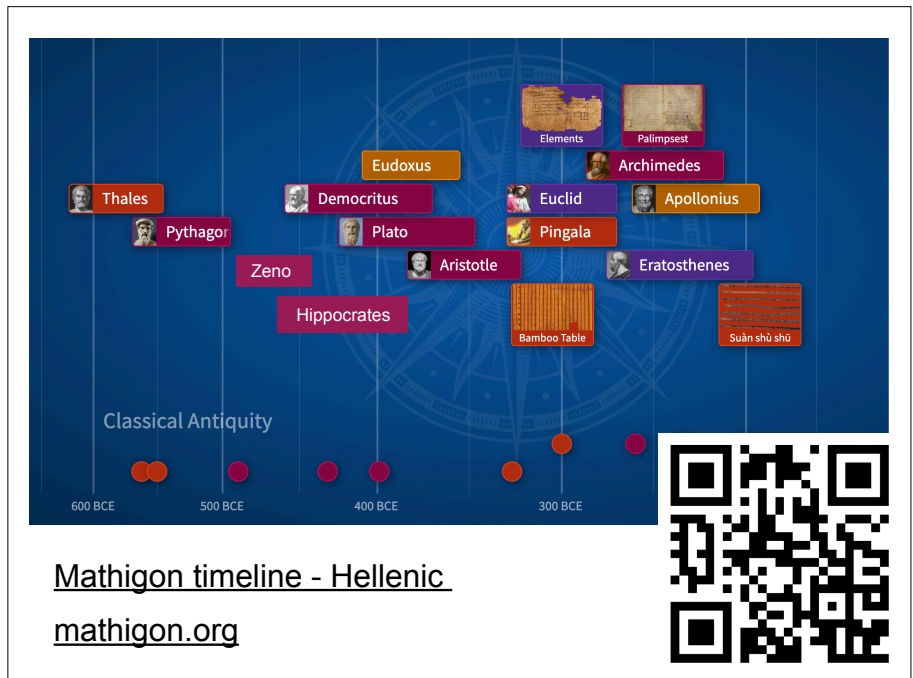 Elements
Palimpsest
Eudoxus
Archimedes
Thales
Democritus
Euclid
Apollonius
Pythagor
Plato
Pingala
Zeno
Aristotle
Eratosthenes
Hippocrates
Bamboo Table
Suàn shù shū
Classical Antiquity
600 BCE
500 BCE
400 BCE
300 BCE
Mathigon timeline - Hellenic
mathigon.org